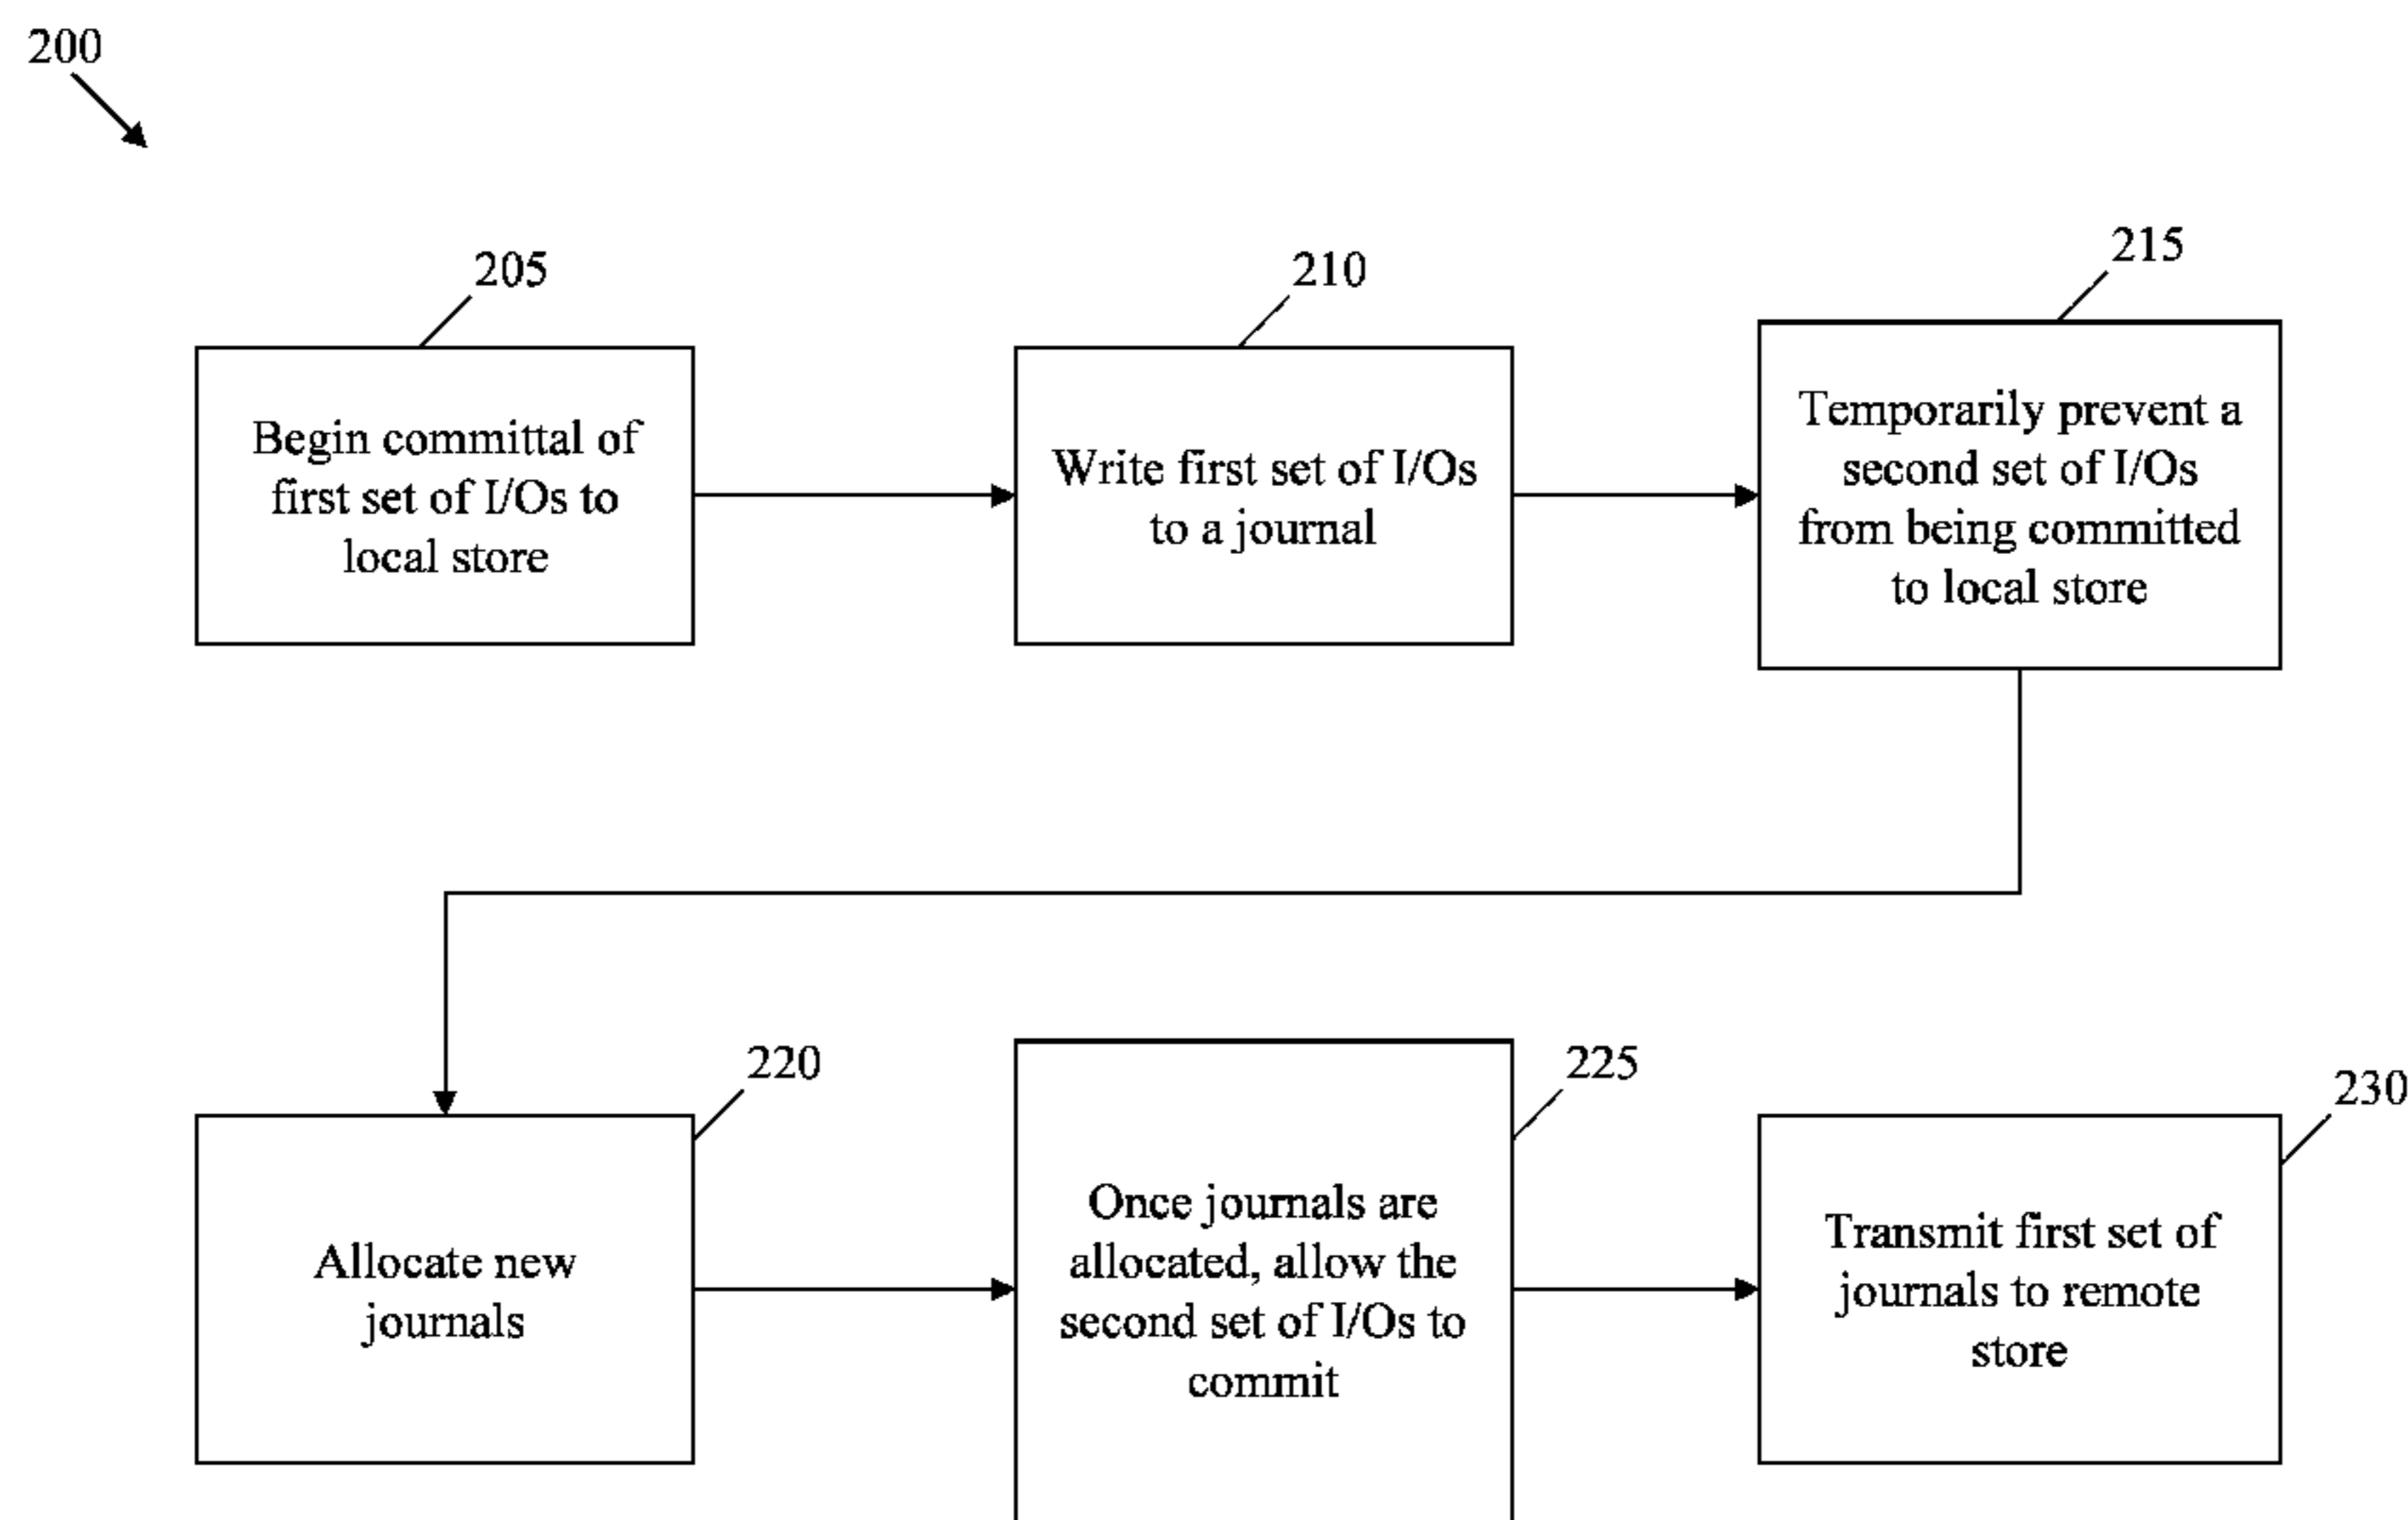 200
205
Begin committal of
first set of I/Os to
local store
210
Write first set of I/Os
to a journal
215
Temporarily prevent a
second set of I/Os
from being committed
to local store
220
Allocate new
journals
225
Once journals are
allocated, allow the
second set of I/Os to
commit
230
Transmit first set of
journals to remote
store